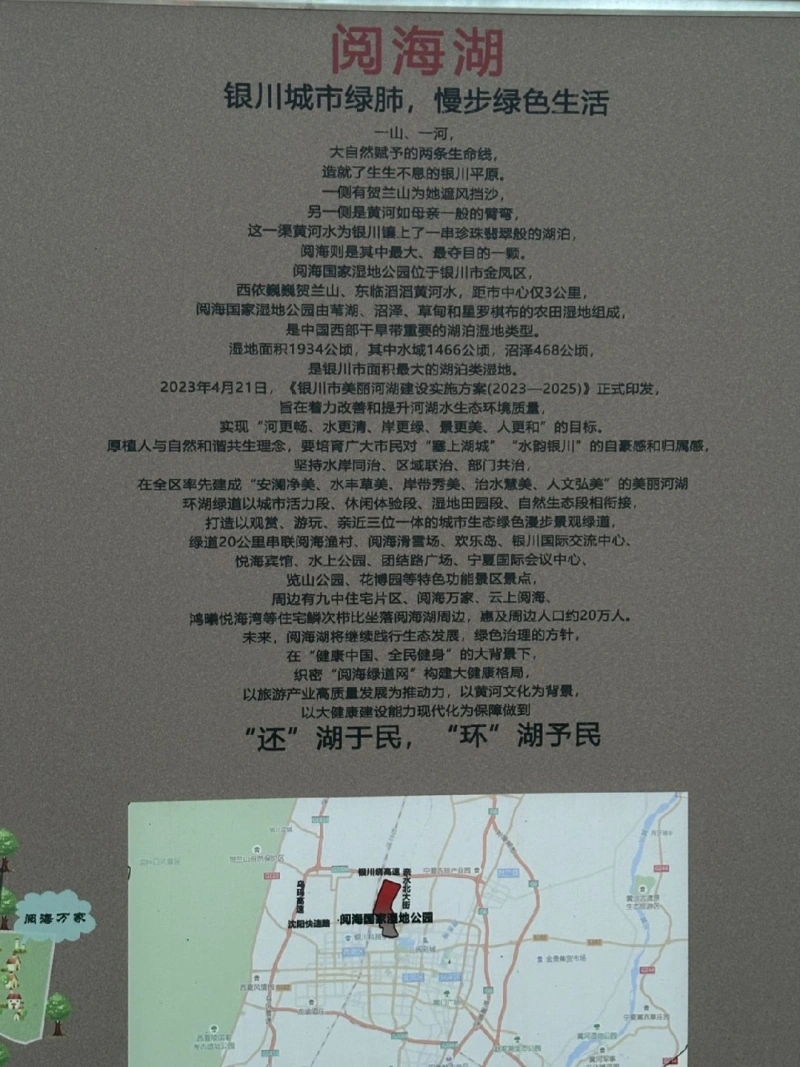 阅海湖
银川城市绿肺，慢步绿色生活
一山、一河，
大自然赋予的两条生命线，
造就了生生不息的银川平原。
一侧有贺兰山为她遮风挡沙，
另一侧是黄河如母亲一般的臂弯，
这一渠黄河水为银川镶上了一串珍珠翡翠般的湖泊，
阅海则是其中最大、最夺目的一颗。
阅海国家湿地公园位于银川市金凤区，
西依巍巍贺兰山、东临滔滔黄河水，距市中心仅3公里，
阅海国家湿地公园由苇湖、沼泽、草甸和星罗棋布的农田湿地组成，
是中国西部干旱带重要的湖泊湿地类型。
湿地面积1934公顷，其中水域1466公顷，沼泽468公顷，
是银川市面积最大的湖泊类湿地。
2023年4月21日，《银川市美丽河湖建设实施方案(2023—2025)》正式印发，
旨在着力改善和提升河湖水生态环境质量，
实现“河更畅、水更清、岸更绿、景更美、人更和”的目标。
厚植人与自然和谐共生理念，要培育广大市民对“塞上湖城”“水韵银川”的自豪感和归属感，
坚持水岸同治、区域联治、部门共治，
在全区率先建成“安澜净美、水丰草美、岸带秀美、治水慧美、人文弘美”的美丽河湖
环湖绿道以城市活力段、休闲体验段、湿地田园段、自然生态段相衔接，
打造以观赏、游玩、亲近三位一体的城市生态绿色漫步景观绿道，
绿道20公里串联阅海渔村、阅海滑雪场、欢乐岛、银川国际交流中心、
悦海宾馆、水上公园、团结路广场、宁夏国际会议中心、
览山公园、花博园等特色功能景区景点，
周边有九中住宅片区、阅海万家、云上阅海、
鸿曦悦海湾等住宅鳞次栉比坐落阅海湖周边，惠及周边人口约20万人。
未来，阅海湖将继续践行生态发展，绿色治理的方针，
在“健康中国、全民健身”的大背景下，
织密“阅海绿道网”构建大健康格局，
以旅游产业高质量发展为推动力，以黄河文化为背景，
以大健康建设能力现代化为保障做到
“还”湖于民，“环”湖予民
银川绕高速
亲水北大街
乌玛高速
沈阳快速路
阅海国家湿地公园
阅海万家